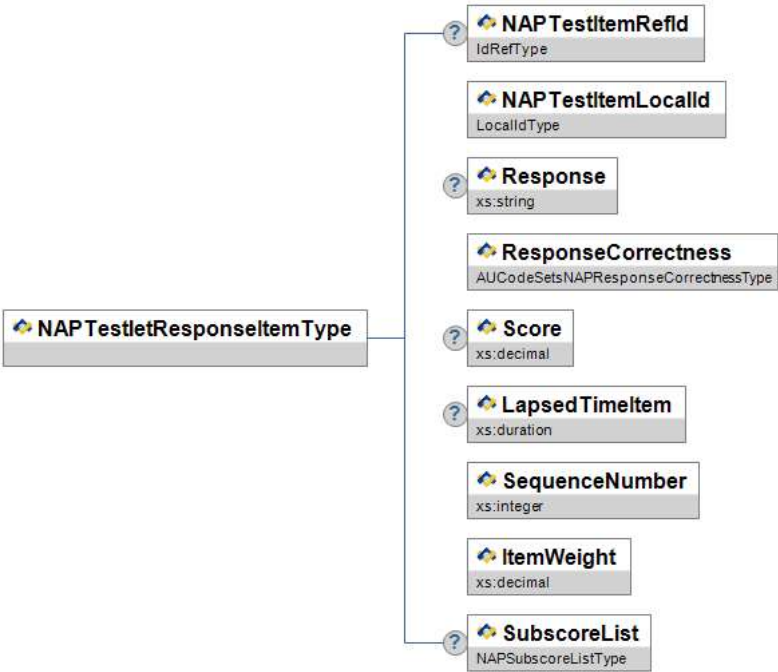 ?
NAPTestItemRefId
IdRefType
NAPTestItemLocalId
LocalIdType
?
Response
xs:string
ResponseCorrectness
AUCodeSetsNAPResponseCorrectnessType
NAPTestletResponseItemType
?
Score
xs:decimal
?
LapsedTimeItem
xs:duration
SequenceNumber
xs:integer
ItemWeight
xs:decimal
?
SubscoreList
NAPSubscoreListType